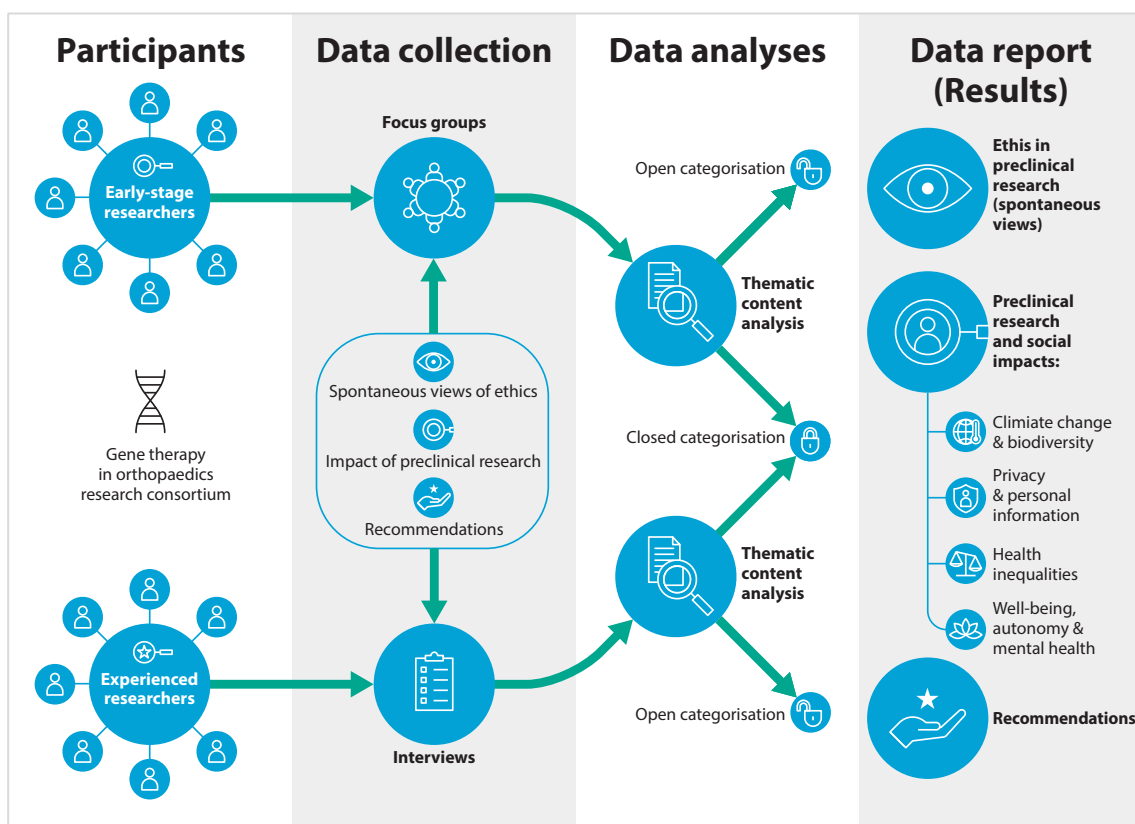 Participants
Early-stage
researchers
Gene therapy
in orthopaedics
research consortium
Experienced
researchers
Data collection
Focus groups
Spontaneous views of ethics
Impact of preclinical research
Recommendations
Interviews
Data analyses
Open categorisation
Thematic
content
analysis
Closed categorisation
Thematic
content
analysis
Open categorisation
Data report
(Results)
Ethis in
preclinical
research
(spontaneous
views)
Preclinical
research
and social
impacts:
Climiate change
& biodiversity
Privacy
& personal
information
Health
inequalities
Well-being,
autonomy &
mental health
Recommendations